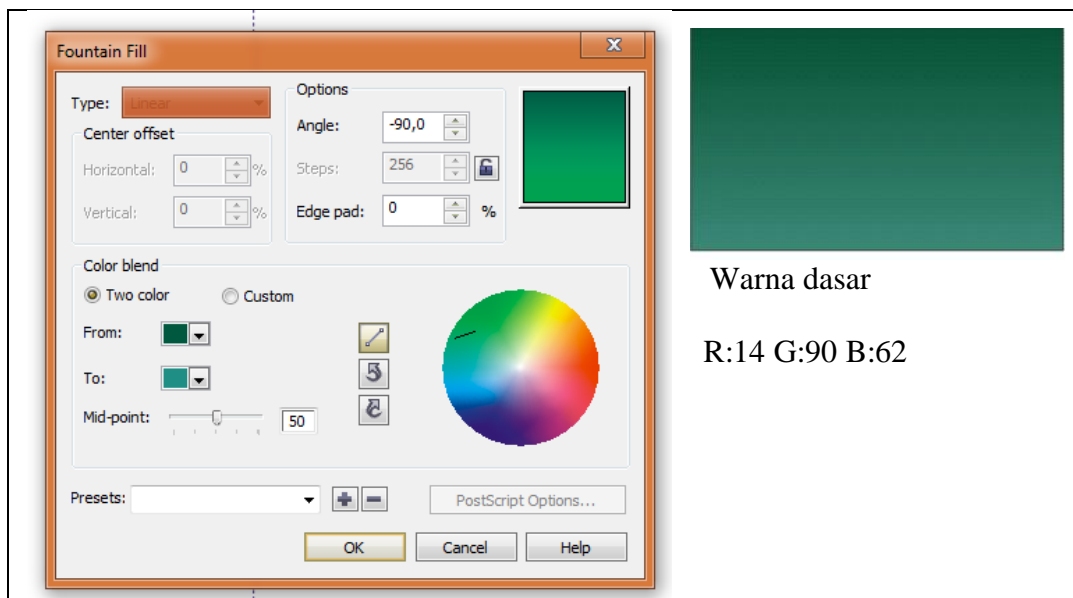 Fountain Fill
Type: Linear
Center offset
Horizontal: 0 %
Vertical: 0 %
Options
Angle: -90,0
Steps: 256
Edge pad: 0 %
Color blend
Two color Custom
From:
To:
Mid-point: 50
Presets:
PostScript Options...
OK Cancel Help
Warna dasar
R:14 G:90 B:62